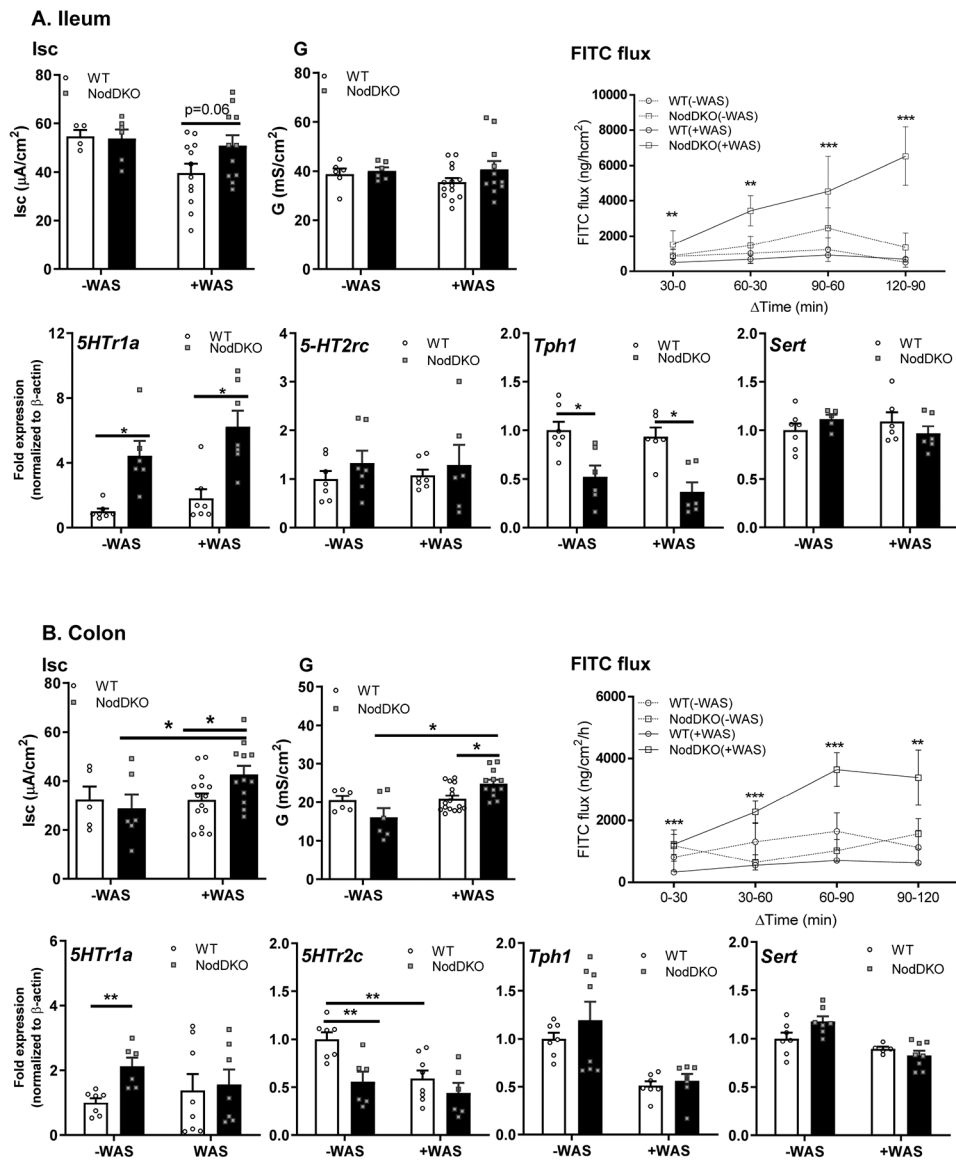 A. Ileum
Isc
WT
NodDKO
p=0.06
Isc (µA/cm²)
80
60
40
20
0
-WAS
+WAS
G
WT
NodDKO
G (mS/cm²)
80
60
40
20
0
-WAS
+WAS
FITC flux
WT(-WAS)
NodDKO(-WAS)
WT(+WAS)
NodDKO(+WAS)
FITC flux (ng/hcm²)
10000
8000
6000
4000
2000
0
**
**
***
***
30-0
60-30
90-60
120-90
ΔTime (min)
5HTr1a
WT
NodDKO
Fold expression
(normalized to β-actin)
12
8
4
0
*
*
-WAS
+WAS
5-HT2rc
WT
NodDKO
4
3
2
1
0
-WAS
+WAS
Tph1
WT
NodDKO
2.0
1.5
1.0
0.5
0.0
*
*
-WAS
+WAS
Sert
WT
NodDKO
2.0
1.5
1.0
0.5
0.0
-WAS
+WAS
B. Colon
Isc
WT
NodDKO
Isc (µA/cm²)
80
60
40
20
0
*
*
-WAS
+WAS
G
WT
NodDKO
G (mS/cm²)
50
40
30
20
10
0
*
*
-WAS
+WAS
FITC flux
WT(-WAS)
NodDKO(-WAS)
WT(+WAS)
NodDKO(+WAS)
FITC flux (ng/cm²/h)
6000
4000
2000
0
***
***
***
**
0-30
30-60
60-90
90-120
ΔTime (min)
5HTr1a
WT
NodDKO
Fold expression
(normalized to β-actin)
6
4
2
0
**
-WAS
WAS
5HTr2c
WT
NodDKO
2.0
1.5
1.0
0.5
0.0
**
**
-WAS
+WAS
Tph1
WT
NodDKO
2.0
1.5
1.0
0.5
0.0
-WAS
+WAS
Sert
WT
NodDKO
2.0
1.5
1.0
0.5
0.0
-WAS
+WAS